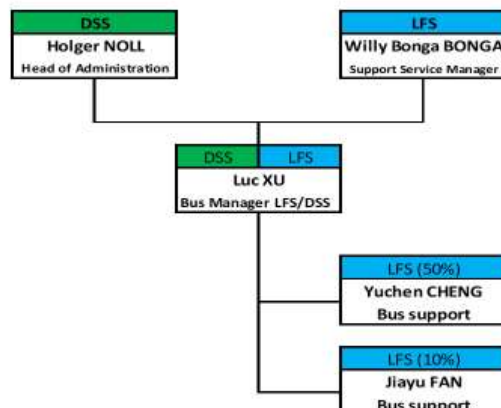 DSS
Holger NOLL
Head of Administration
LFS
Willy Bonga BONGA
Support Service Manager
DSS LFS
Luc XU
Bus Manager LFS/DSS
LFS (50%)
Yuchen CHENG
Bus support
LFS (10%)
Jiayu FAN
Bus support